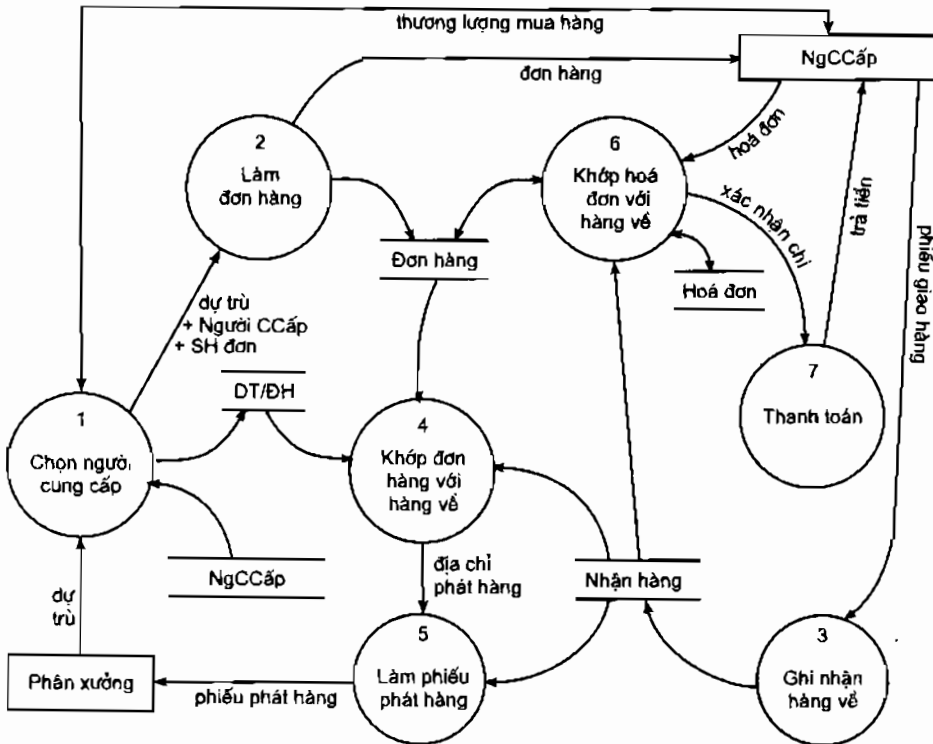 thương lượng mua hàng
NgCCấp
đơn hàng
2
Làm
đơn hàng
6
Khớp hoá
đơn với
hàng về
hoá đơn
xác nhận chi
trả tiền
phiếu giao hàng
Đơn hàng
Hoá đơn
dự trù
+ Người CCấp
+ SH đơn
7
Thanh toán
DT/ĐH
1
Chọn người
cung cấp
4
Khớp đơn
hàng với
hàng về
NgCCấp
địa chỉ
phát hàng
Nhận hàng
dự
trù
5
Làm phiếu
phát hàng
3
Ghi nhận
hàng về
Phân xưởng
phiếu phát hàng